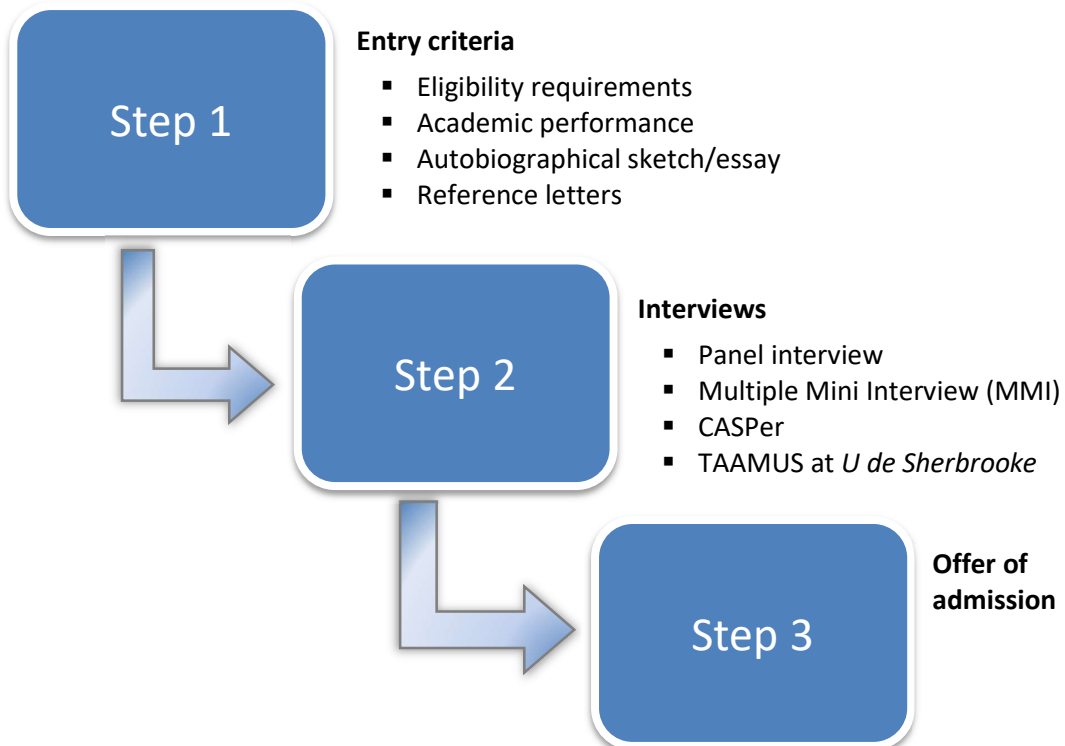 Step 1
Entry criteria
▪ Eligibility requirements
▪ Academic performance
▪ Autobiographical sketch/essay
▪ Reference letters
Step 2
Interviews
▪ Panel interview
▪ Multiple Mini Interview (MMI)
▪ CASPer
▪ TAAMUS at U de Sherbrooke
Step 3
Offer of
admission